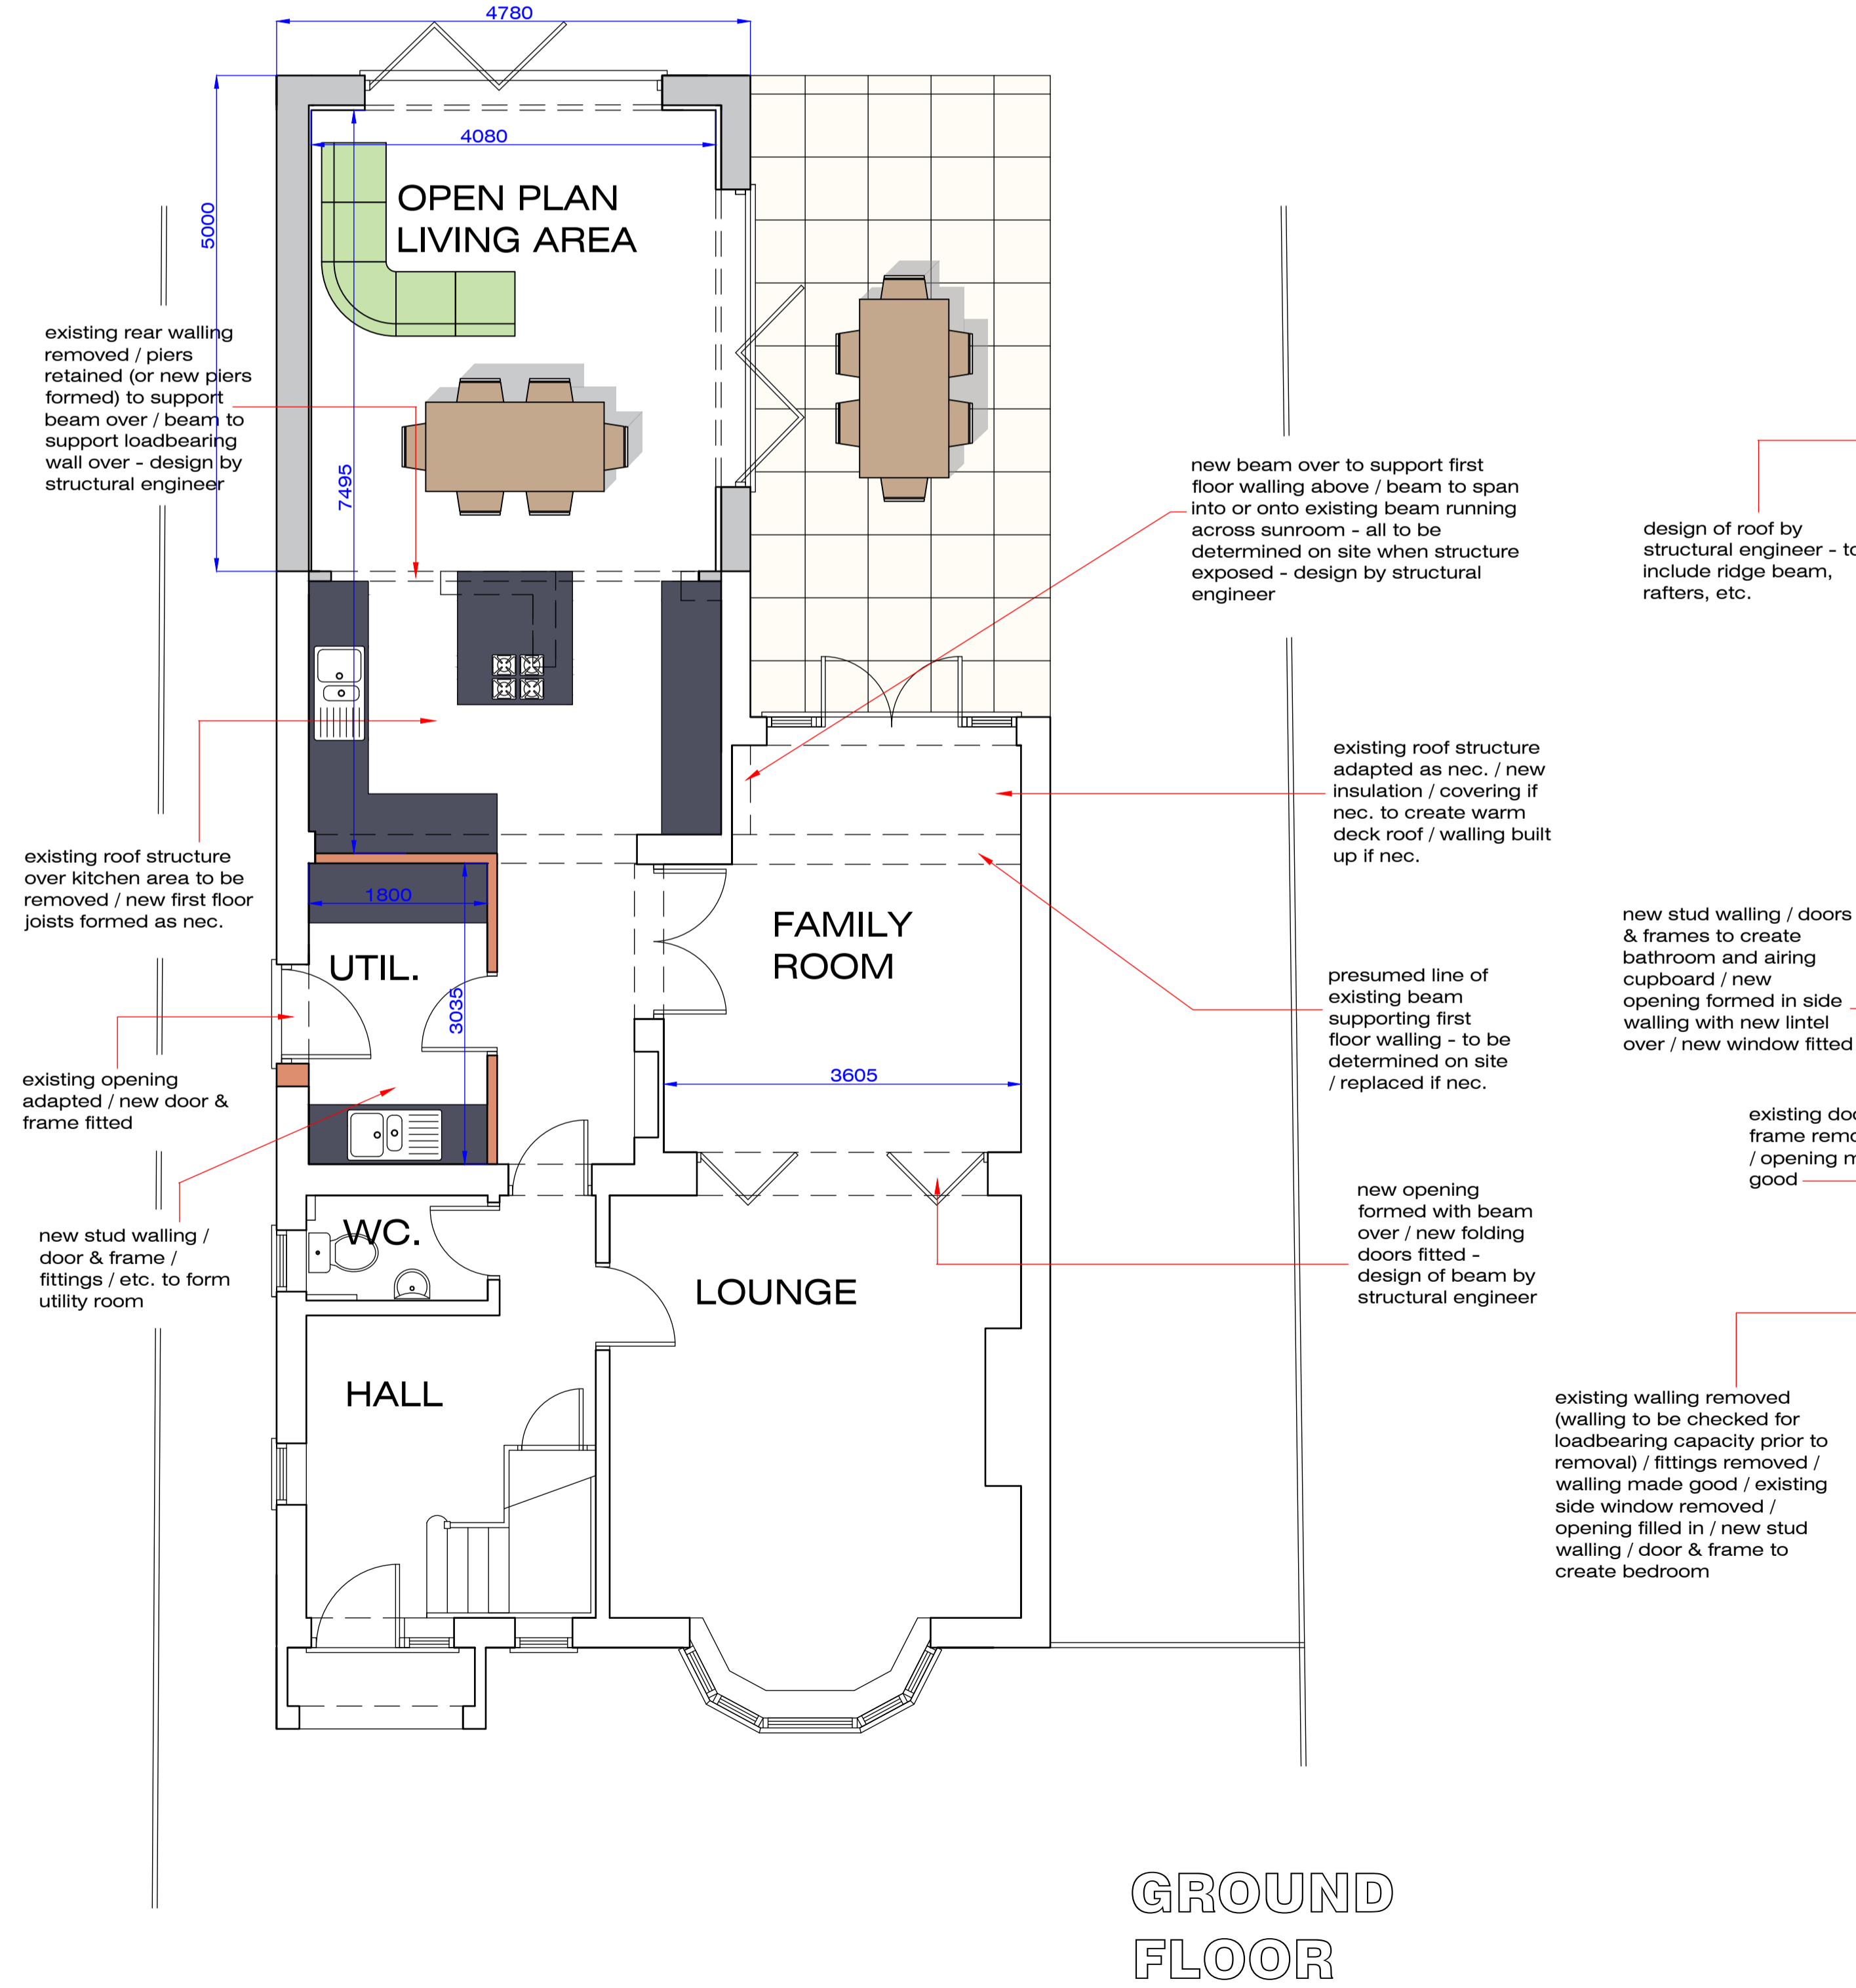 4780
4080
5000
OPEN PLAN
LIVING AREA
7495
existing rear walling
removed / piers
retained (or new piers
formed) to support
beam over / beam to
support loadbearing
wall over - design by
structural engineer
new beam over to support first
floor walling above / beam to span
into or onto existing beam running
across sunroom - all to be
determined on site when structure
exposed - design by structural
engineer
design of roof by
structural engineer - to
include ridge beam,
rafters, etc.
existing roof structure
adapted as nec. / new
insulation / covering if
nec. to create warm
deck roof / walling built
up if nec.
existing roof structure
over kitchen area to be
removed / new first floor
joists formed as nec.
1800
UTIL.
3035
FAMILY
ROOM
3605
new stud walling / doors
& frames to create
bathroom and airing
cupboard / new
opening formed in side
walling with new lintel
over / new window fitted
presumed line of
existing beam
supporting first
floor walling - to be
determined on site
/ replaced if nec.
existing opening
adapted / new door &
frame fitted
existing
frame
/ opening
good
new opening
formed with beam
over / new folding
doors fitted -
design of beam by
structural engineer
new stud walling /
door & frame /
fittings / etc. to form
utility room
WC.
LOUNGE
HALL
existing walling removed
(walling to be checked for
loadbearing capacity prior to
removal) / fittings removed /
walling made good / existing
side window removed /
opening filled in / new stud
walling / door & frame to
create bedroom
GROUND
FLOOR